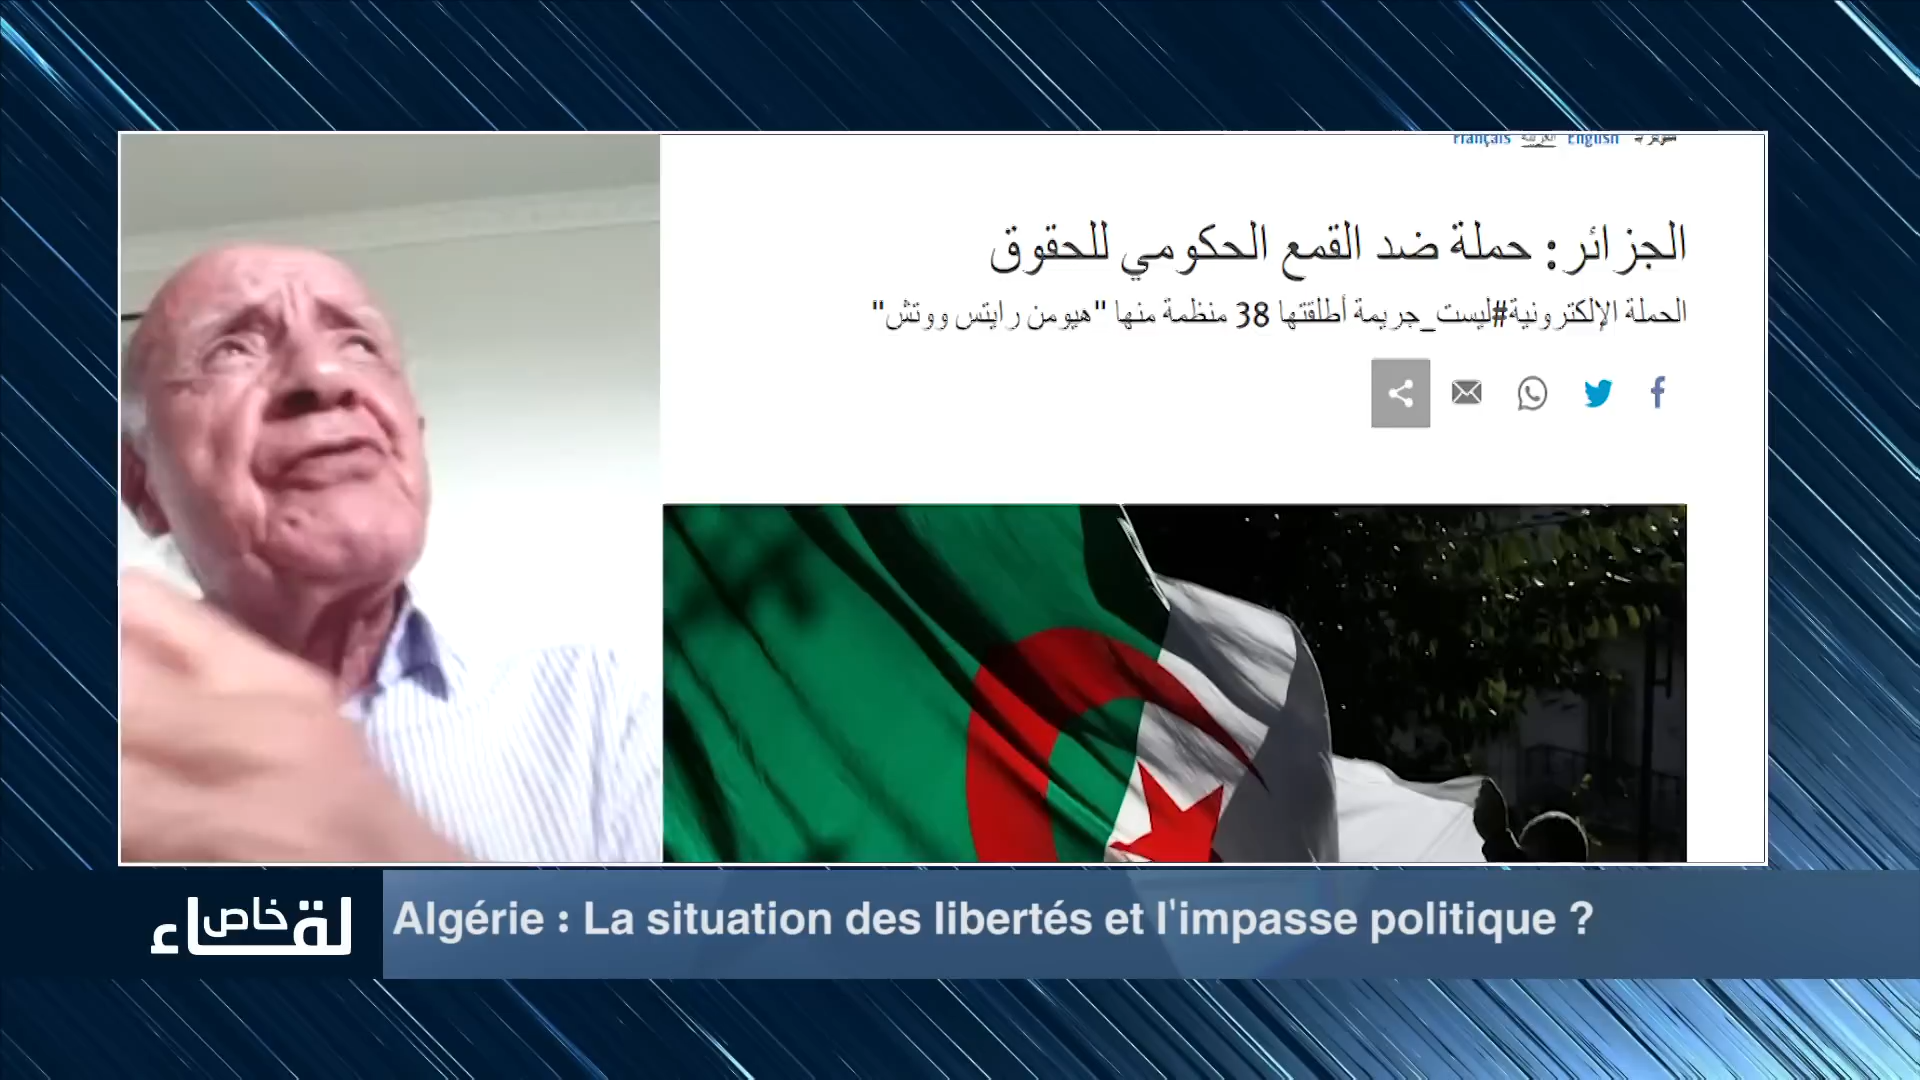 Français العربية English
الجزائر: حملة ضد القمع الحكومي للحقوق
الحملة الإلكترونية#ليست_جريمة أطلقتها 38 منظمة منها "هيومن رايتس ووتش"
لقاء خاص
Algérie : La situation des libertés et l'impasse politique ?